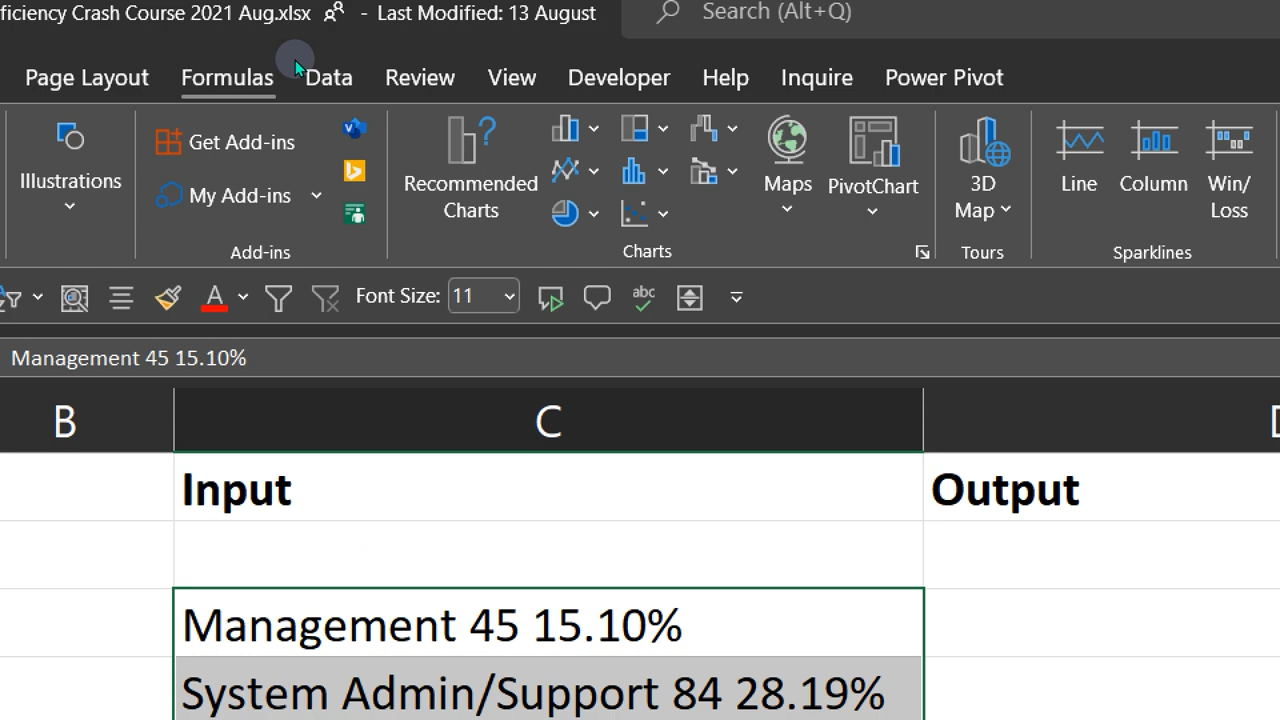 ficiency Crash Course 2021 Aug.xlsx - Last Modified: 13 August Search (Alt+Q)
Page Layout Formulas Data Review View Developer Help Inquire Power Pivot
Illustrations
Get Add-ins
My Add-ins
Add-ins
Recommended
Charts
Charts
Maps
PivotChart
3D
Map
Tours
Line
Column
Win/
Loss
Sparklines
A
Font Size: 11
abc
Management 45 15.10%
B C D
Input Output
Management 45 15.10%
System Admin/Support 84 28.19%